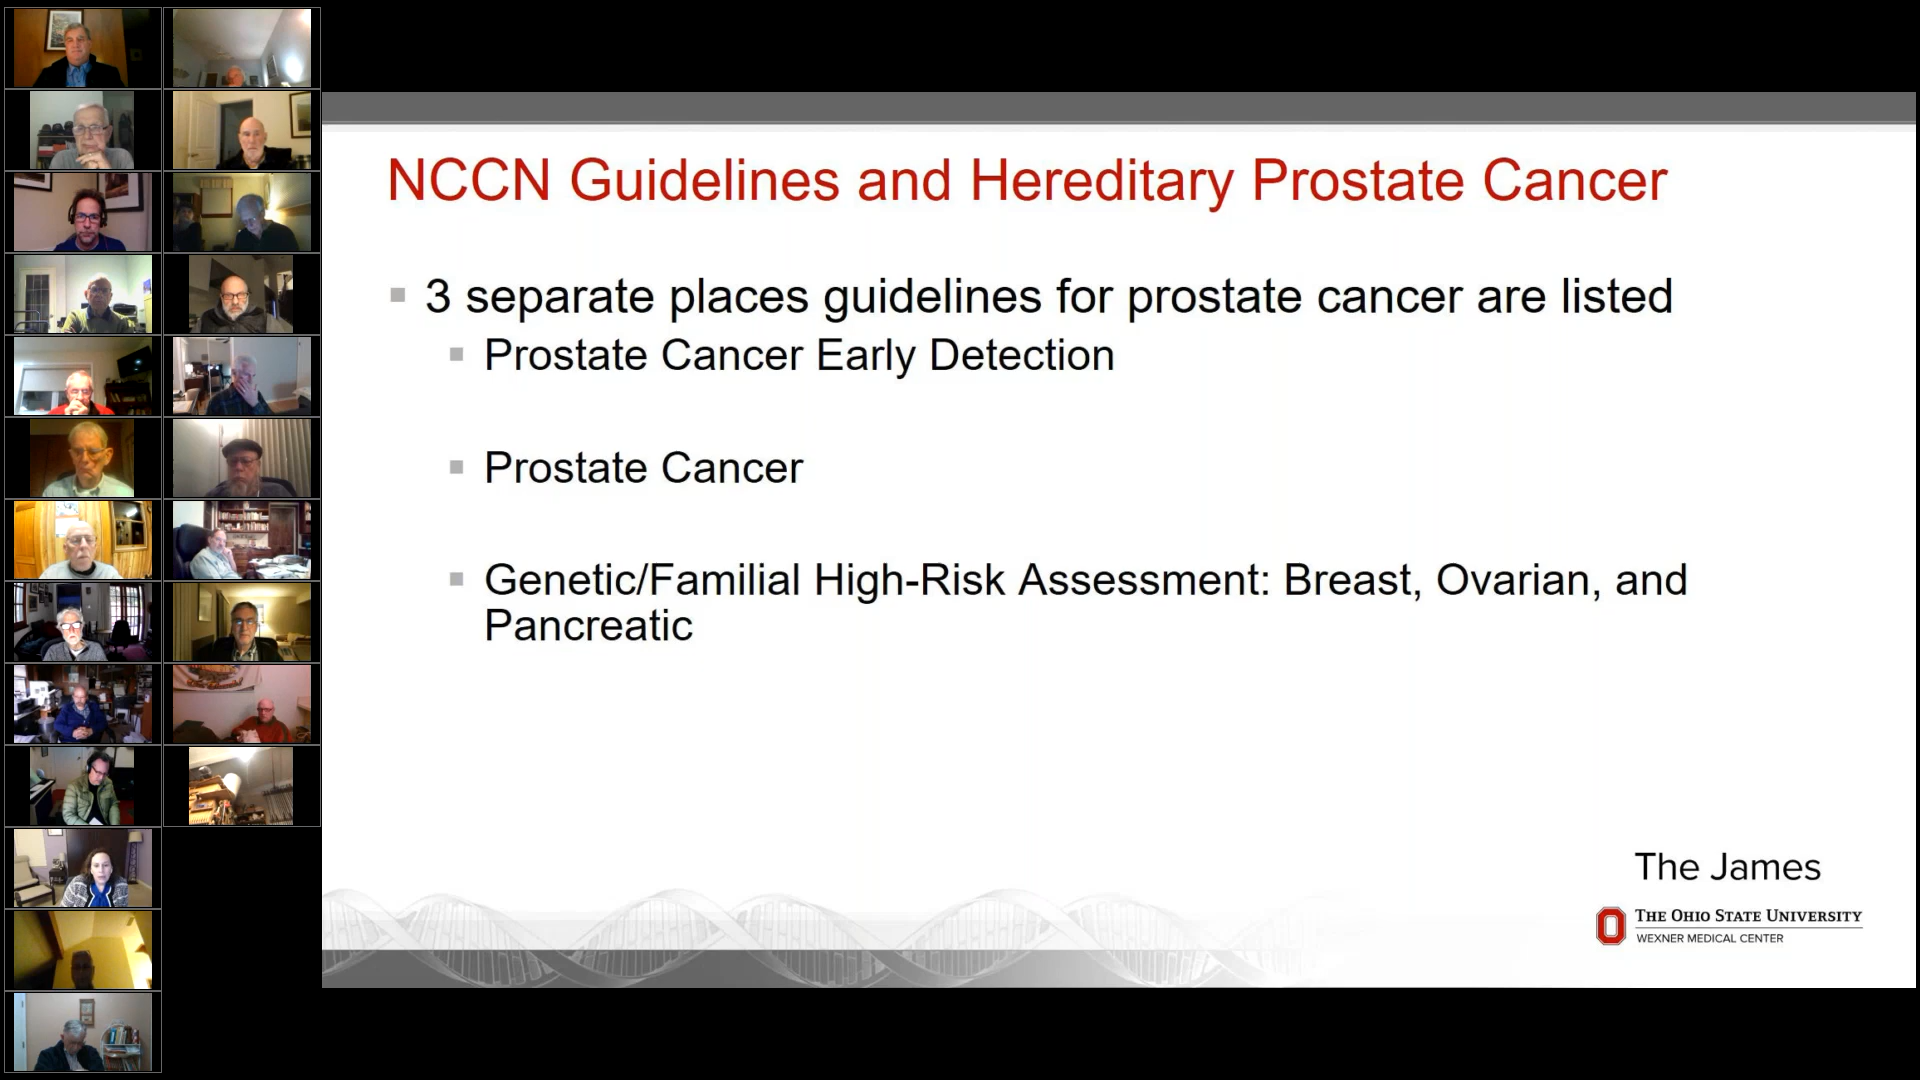 NCCN Guidelines and Hereditary Prostate Cancer
3 separate places guidelines for prostate cancer are listed
Prostate Cancer Early Detection
Prostate Cancer
Genetic/Familial High-Risk Assessment: Breast, Ovarian, and
Pancreatic
The James
THE OHIO STATE UNIVERSITY
WEXNER MEDICAL CENTER